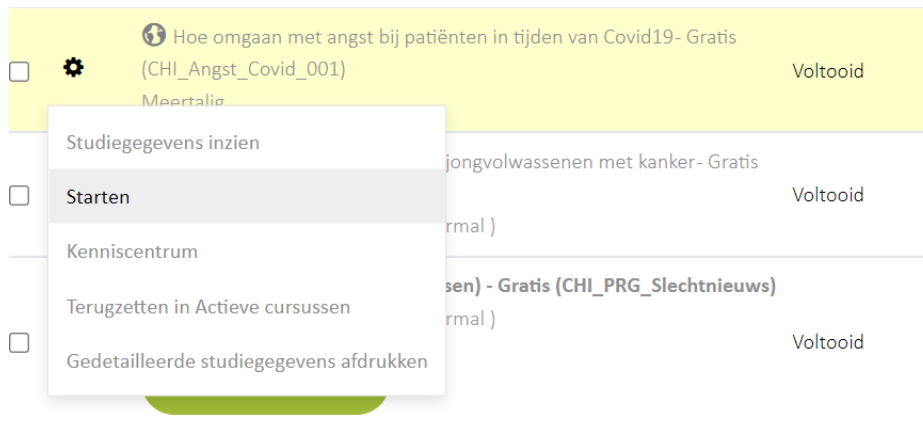 Hoe omgaan met angst bij patiënten in tijden van Covid19- Gratis
(CHI_Angst_Covid_001)
Voltooid
Meertalig
Studiegegevens inzien
jongvolwassenen met kanker- Gratis
Starten
Voltooid
rmal )
Kenniscentrum
sen) - Gratis (CHI_PRG_Slechtnieuws)
Terugzetten in Actieve cursussen
rmal )
Voltooid
Gedetailleerde studiegegevens afdrukken